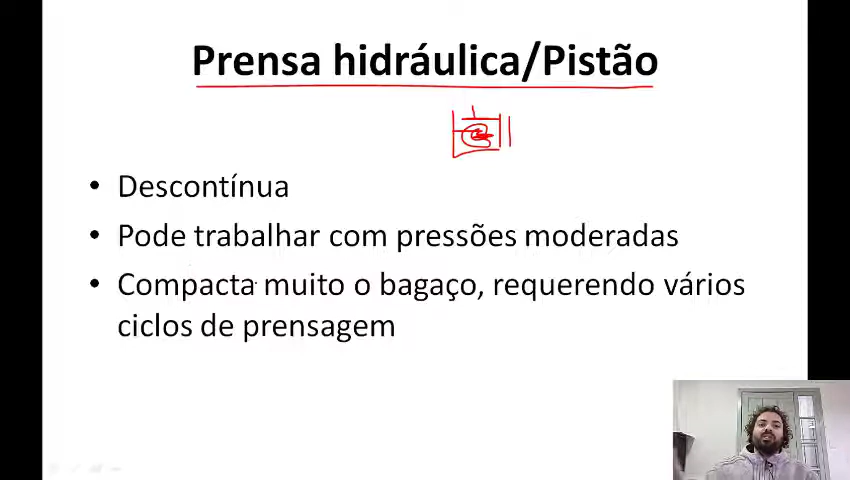 Prensa hidráulica/Pistão
• Descontínua
• Pode trabalhar com pressões moderadas
• Compacta muito o bagaço, requerendo vários
ciclos de prensagem